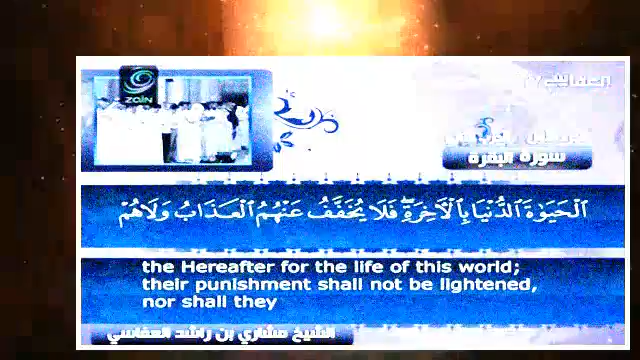 zain
سورة البقرة
الْحَيَوٰةَ الدُّنْيَا بِالْآخِرَةِ ۖ فَلَا يُخَفَّفُ عَنْهُمُ الْعَذَابُ وَلَا هُمْ
the Hereafter for the life of this world;
their punishment shall not be lightened,
nor shall they
الشيخ مشاري بن راشد العفاسي